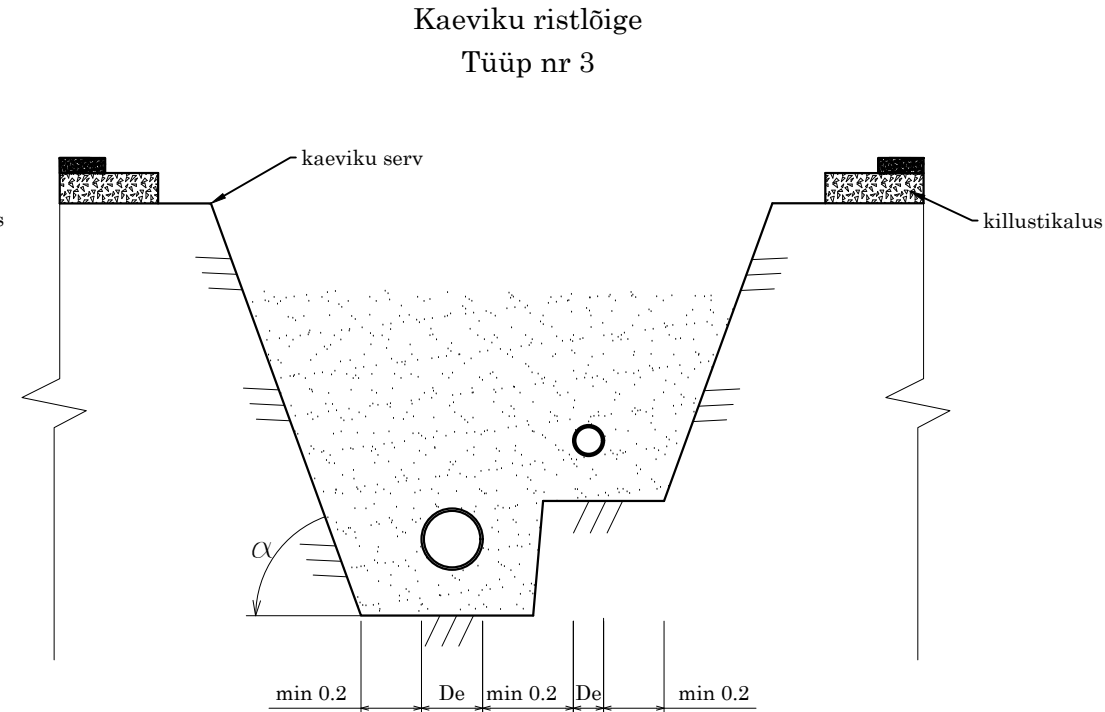 Kaeviku ristlõige
Tüüp nr 3
kaeviku serv
s
killustikalus
α
min 0.2 De min 0.2 De min 0.2